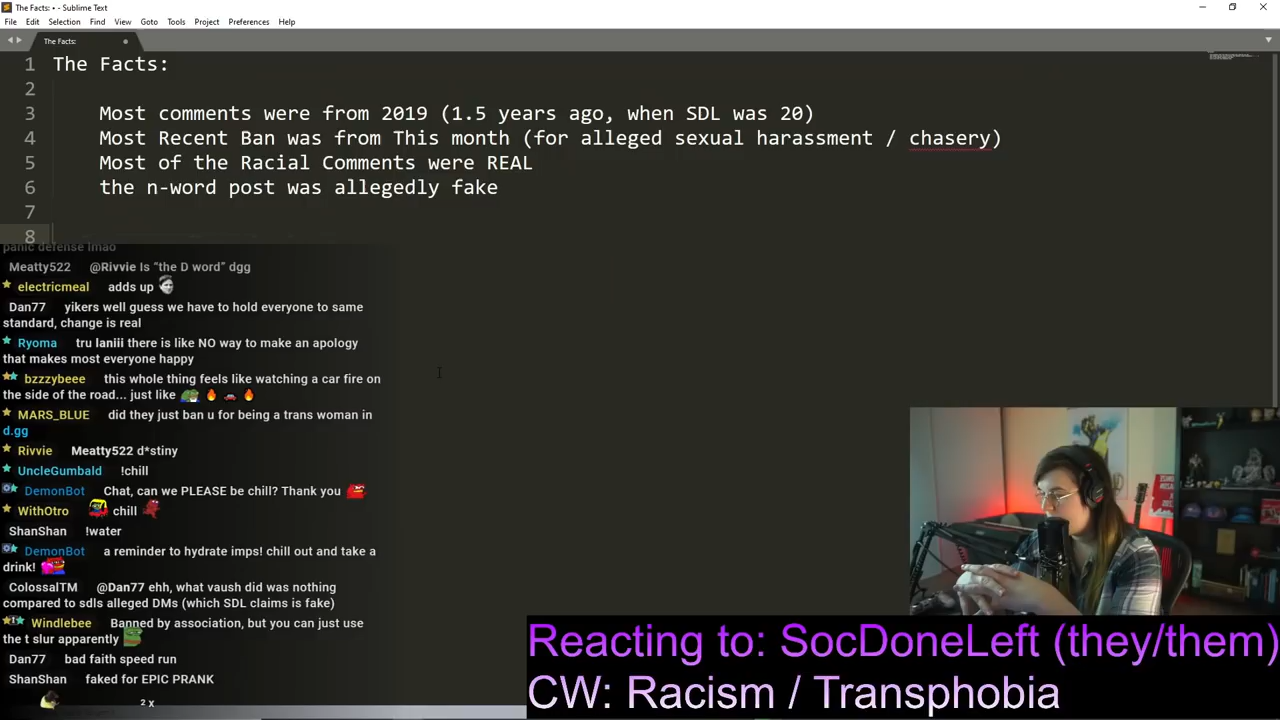 The Facts: • - Sublime Text
File Edit Selection Find View Goto Tools Project Preferences Help
The Facts:
1 The Facts:
2
3 Most comments were from 2019 (1.5 years ago, when SDL was 20)
4 Most Recent Ban was from This month (for alleged sexual harassment / chasery)
5 Most of the Racial Comments were REAL
6 the n-word post was allegedly fake
7
8
panic defense lmao
Meatty522 @Rivvie Is "the D word" dgg
electricmeal adds up
Dan77 yikers well guess we have to hold everyone to same
standard, change is real
Ryoma tru laniii there is like NO way to make an apology
that makes most everyone happy
bzzzybeee this whole thing feels like watching a car fire on
the side of the road... just like
MARS_BLUE did they just ban u for being a trans woman in
d.gg
Rivvie Meatty522 d*stiny
UncleGumbald !chill
DemonBot Chat, can we PLEASE be chill? Thank you
WithOtro chill
ShanShan !water
DemonBot a reminder to hydrate imps! chill out and take a
drink!
ColossalTM @Dan77 ehh, what vaush did was nothing
compared to sdls alleged DMs (which SDL claims is fake)
Windlebee Banned by association, but you can just use
the t slur apparently
Dan77 bad faith speed run
ShanShan faked for EPIC PRANK
2 x
Reacting to: SocDoneLeft (they/them)
CW: Racism / Transphobia